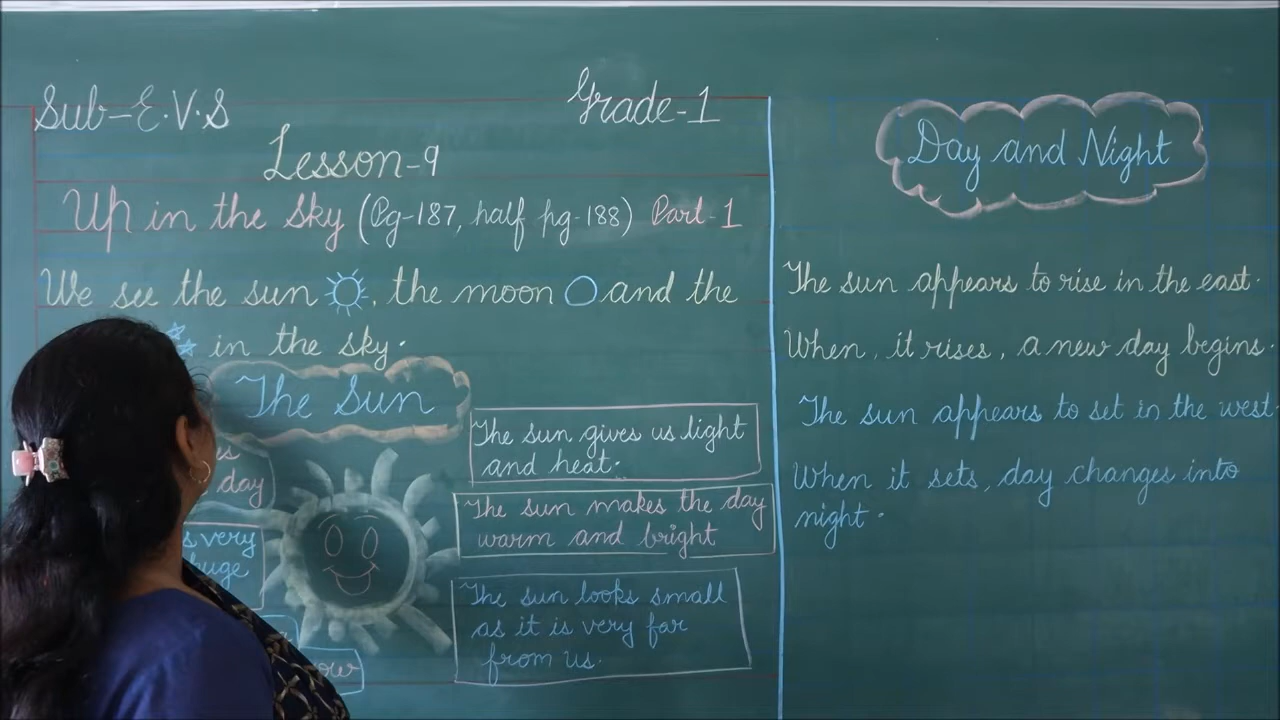 Sub-E.V.S
Grade-1
Lesson-9
Up in the Sky (Pg-187, half pg-188) Part-1
We see the sun, the moon and the
in the sky.
The Sun
day
very
huge
The sun gives us light
and heat.
The sun makes the day
warm and bright
The sun looks small
as it is very far
from us.
Day and Night
The sun appears to rise in the east.
When, it rises, a new day begins.
The sun appears to set in the west.
When it sets, day changes into
night.